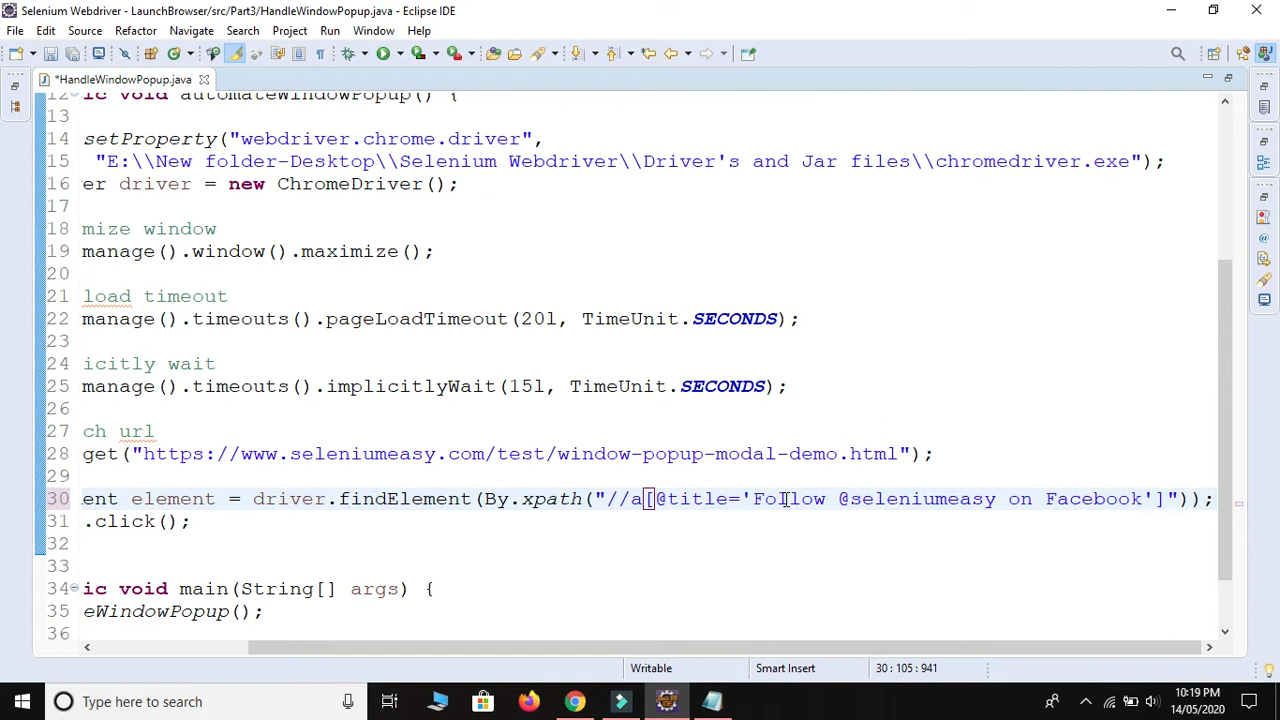 Selenium Webdriver - LaunchBrowser/src/Part3/HandleWindowPopup.java - Eclipse IDE
File Edit Source Refactor Navigate Search Project Run Window Help
*HandleWindowPopup.java
12 ic void automateWindowPopup() {
13
14 setProperty("webdriver.chrome.driver",
15 "E:\\New folder-Desktop\\Selenium Webdriver\\Driver's and Jar files\\chromedriver.exe");
16 er driver = new ChromeDriver();
17
18 mize window
19 manage().window().maximize();
20
21 load timeout
22 manage().timeouts().pageLoadTimeout(20l, TimeUnit.SECONDS);
23
24 icitly wait
25 manage().timeouts().implicitlyWait(15l, TimeUnit.SECONDS);
26
27 ch url
28 get("https://www.seleniumeasy.com/test/window-popup-modal-demo.html");
29
30 ent element = driver.findElement(By.xpath("//a[@title='Follow @seleniumeasy on Facebook']"));
31 .click();
32
33
34 ic void main(String[] args) {
35 eWindowPopup();
36
Writable Smart Insert 30 : 105 : 941
Type here to search
10:19 PM
14/05/2020